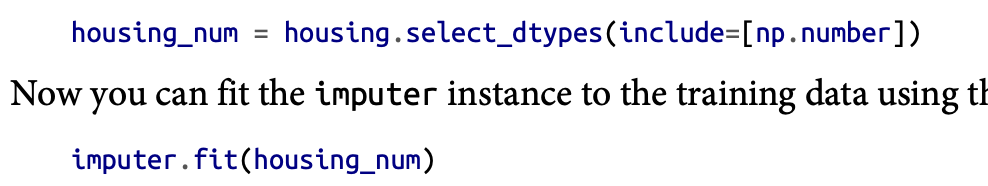 housing_num = housing.select_dtypes(include=[np.number])
Now you can fit the imputer instance to the training data using
imputer.fit(housing_num)